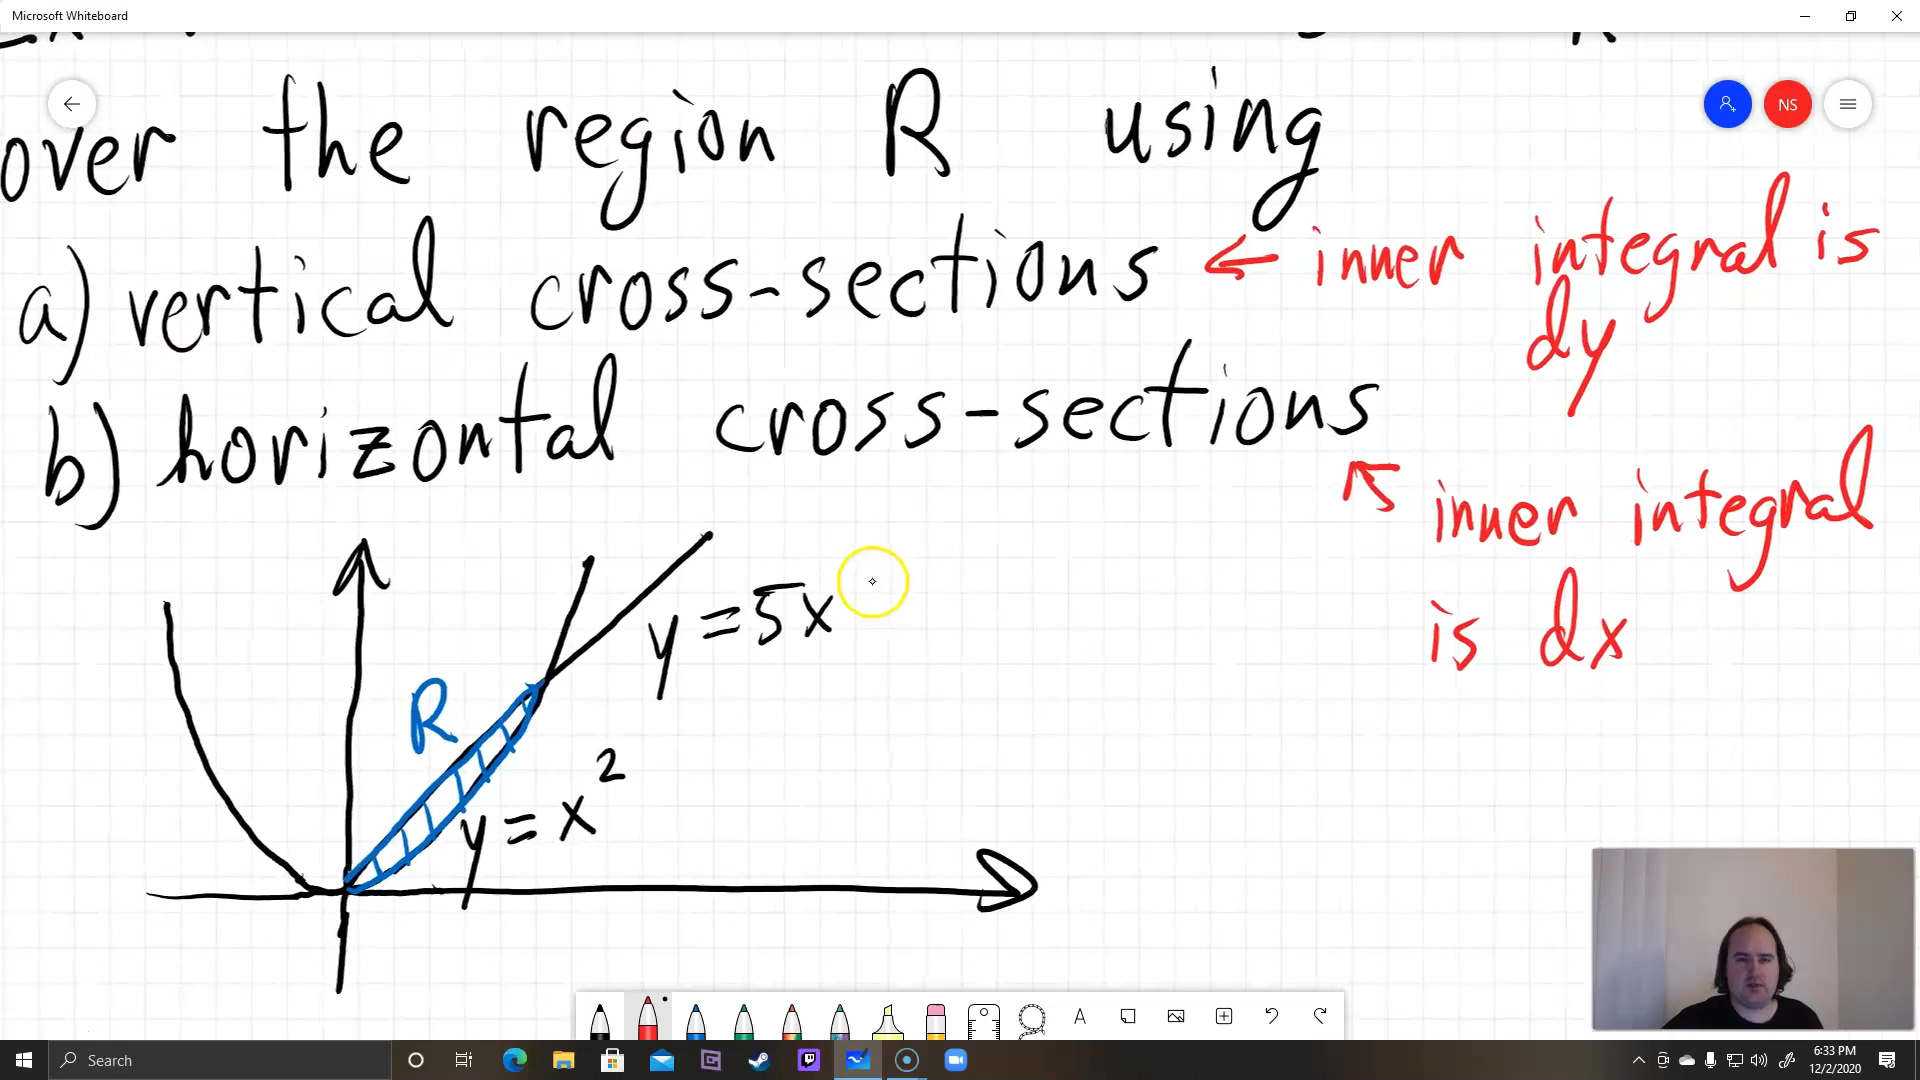 Microsoft Whiteboard
over the region R using
NS
a) vertical cross-sections ← inner integral is
dy
b) horizontal cross-sections
inner integral
is dx
y = 5x
R
y = x²
Search
6:33 PM
12/2/2020